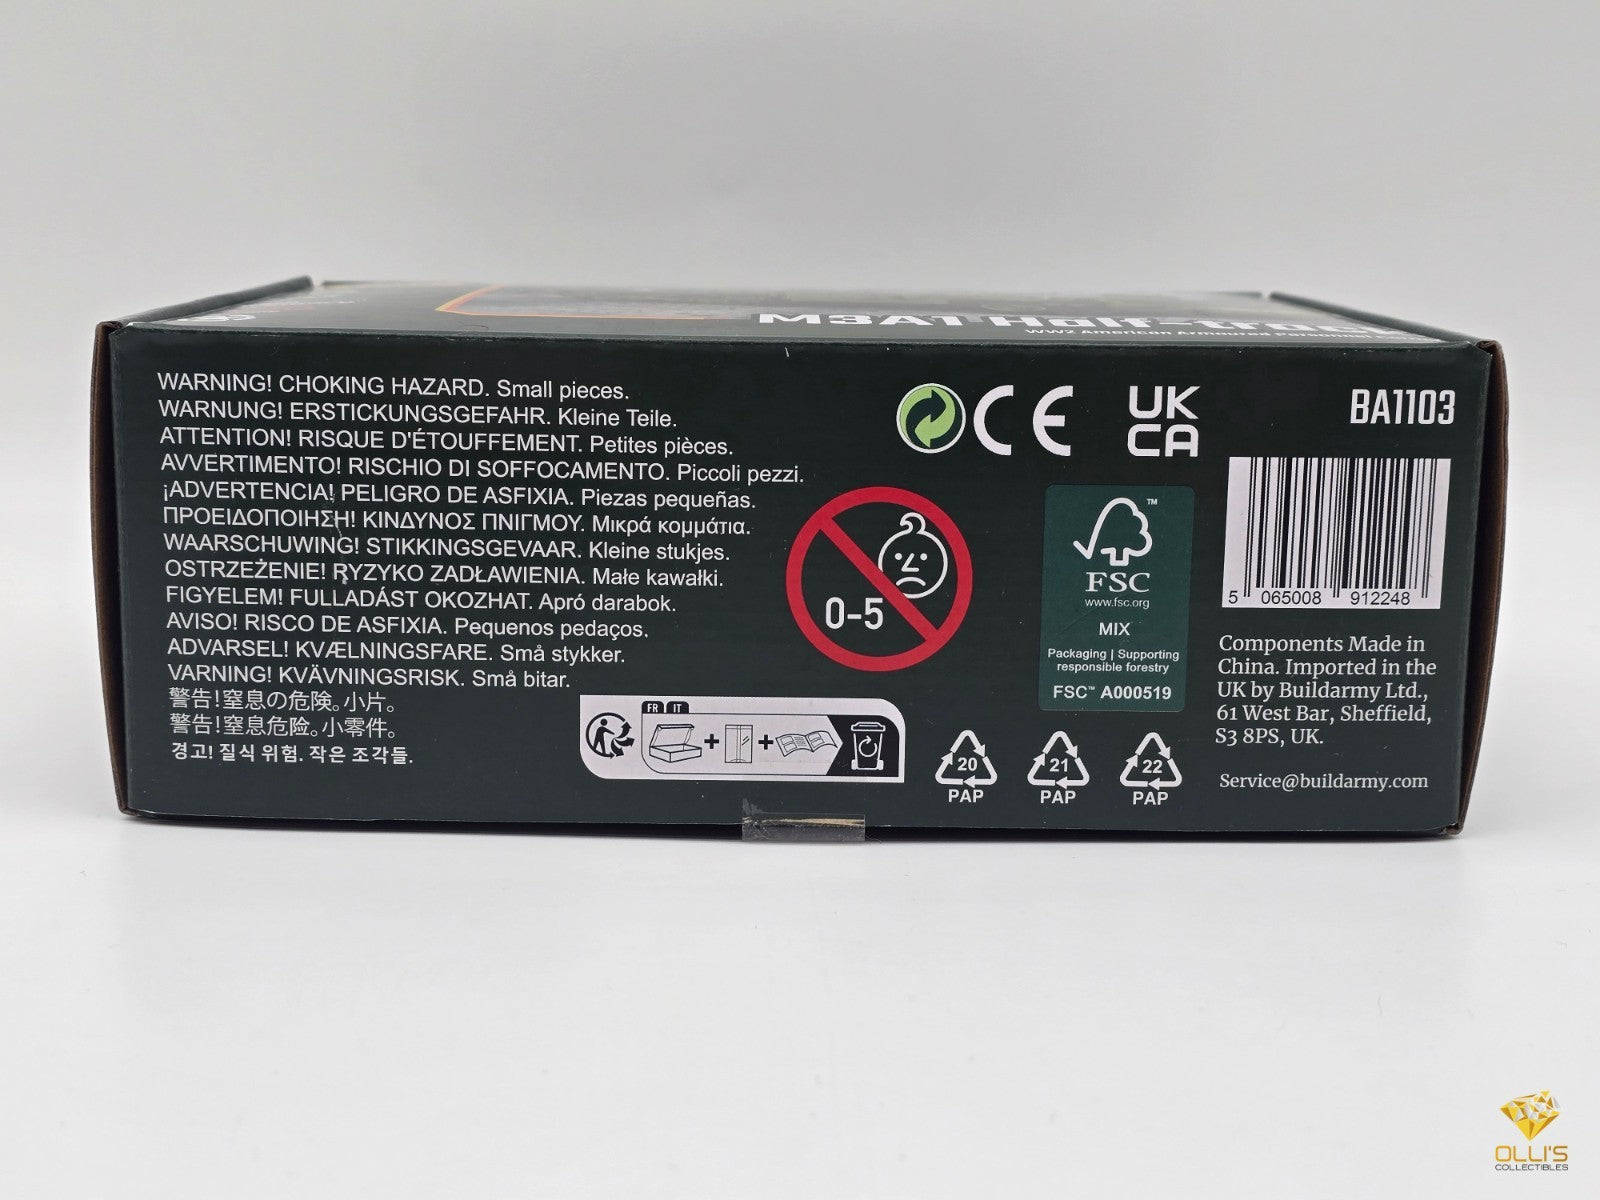 M3A1 Half-track
WW2 American Armoured Personnel
WARNING! CHOKING HAZARD. Small pieces.
WARNUNG! ERSTICKUNGSGEFAHR. Kleine Teile.
ATTENTION! RISQUE D'ÉTOUFFEMENT. Petites pièces.
AVVERTIMENTO! RISCHIO DI SOFFOCAMENTO. Piccoli pezzi.
¡ADVERTENCIA! PELIGRO DE ASFIXIA. Piezas pequeñas.
ΠΡΟΕΙΔΟΠΟΙΗΣΗ! ΚΙΝΔΥΝΟΣ ΠΝΙΓΜΟΥ. Μικρά κομμάτια.
WAARSCHUWING! STIKKINGSGEVAAR. Kleine stukjes.
OSTRZEŻENIE! RYZYKO ZADŁAWIENIA. Małe kawałki.
FIGYELEM! FULLADÁST OKOZHAT. Apró darabok.
AVISO! RISCO DE ASFIXIA. Pequenos pedaços.
ADVARSEL! KVÆLNINGSFARE. Små stykker.
VARNING! KVÄVNINGSRISK. Små bitar.
警告!窒息の危険。小片。
警告!窒息危险。小零件。
경고! 질식 위험. 작은 조각들.
FR IT
0-5
CE
UK
CA
FSC™
www.fsc.org
MIX
Packaging | Supporting
responsible forestry
FSC™ A000519
20
PAP
21
PAP
22
PAP
BA1103
5 065008 912248
Components Made in
China. Imported in the
UK by Buildarmy Ltd.,
61 West Bar, Sheffield,
S3 8PS, UK.
Service@buildarmy.com
OLLI'S
COLLECTIBLES